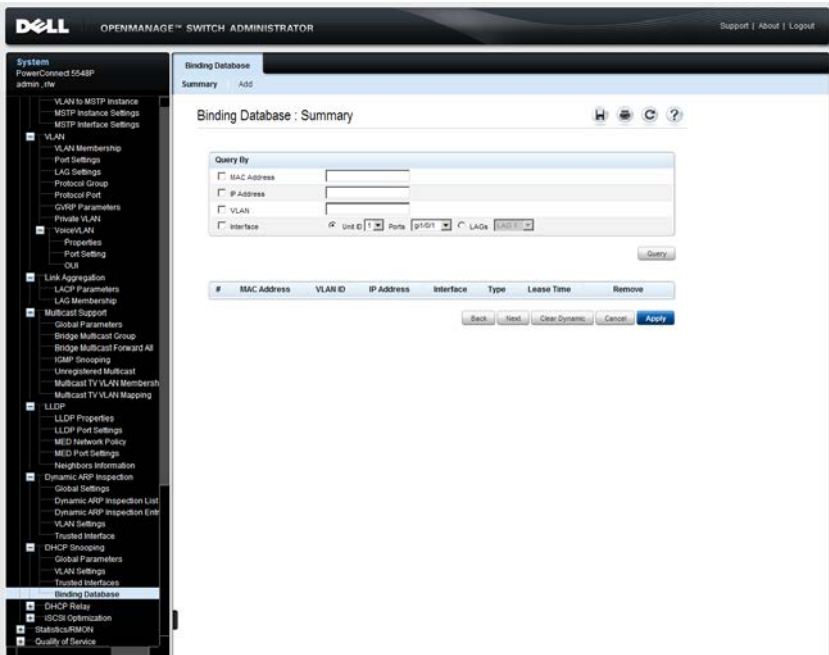 DELL
OPENMANAGE™ SWITCH ADMINISTRATOR
Support | About | Logout
System
PowerConnect 5548P
admin , r/w
VLAN to MSTP Instance
MSTP Instance Settings
MSTP Interface Settings
VLAN
VLAN Membership
Port Settings
LAG Settings
Protocol Group
Protocol Port
GVRP Parameters
Private VLAN
VoiceVLAN
Properties
Port Setting
OUI
Link Aggregation
LACP Parameters
LAG Membership
Multicast Support
Global Parameters
Bridge Multicast Group
Bridge Multicast Forward All
IGMP Snooping
Unregistered Multicast
Multicast TV VLAN Membersh
Multicast TV VLAN Mapping
LLDP
LLDP Properties
LLDP Port Settings
MED Network Policy
MED Port Settings
Neighbors Information
Dynamic ARP Inspection
Global Settings
Dynamic ARP Inspection List
Dynamic ARP Inspection Entr
VLAN Settings
Trusted Interface
DHCP Snooping
Global Parameters
VLAN Settings
Trusted Interfaces
Binding Database
DHCP Relay
iSCSI Optimization
Statistics/RMON
Quality of Service
Binding Database
Summary Add
Binding Database : Summary
Query By
MAC Address
IP Address
VLAN
Interface Unit ID 1 Ports gi1/0/1 LAGs LAG 1
Query
# MAC Address VLAN ID IP Address Interface Type Lease Time Remove
Back Next Clear Dynamic Cancel Apply